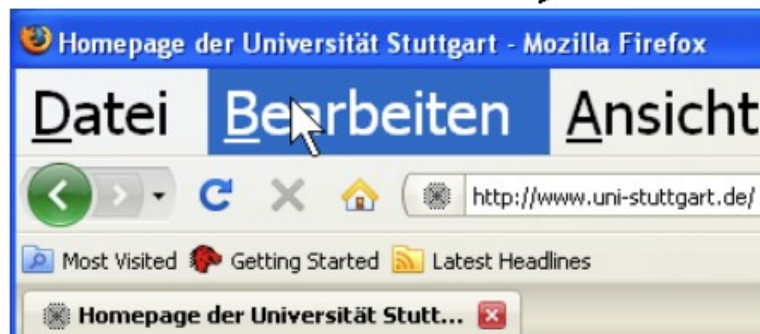 Homepage der Universität Stuttgart - Mozilla Firefox
Datei Bearbeiten Ansicht
http://www.uni-stuttgart.de/
Most Visited Getting Started Latest Headlines
Homepage der Universität Stutt...